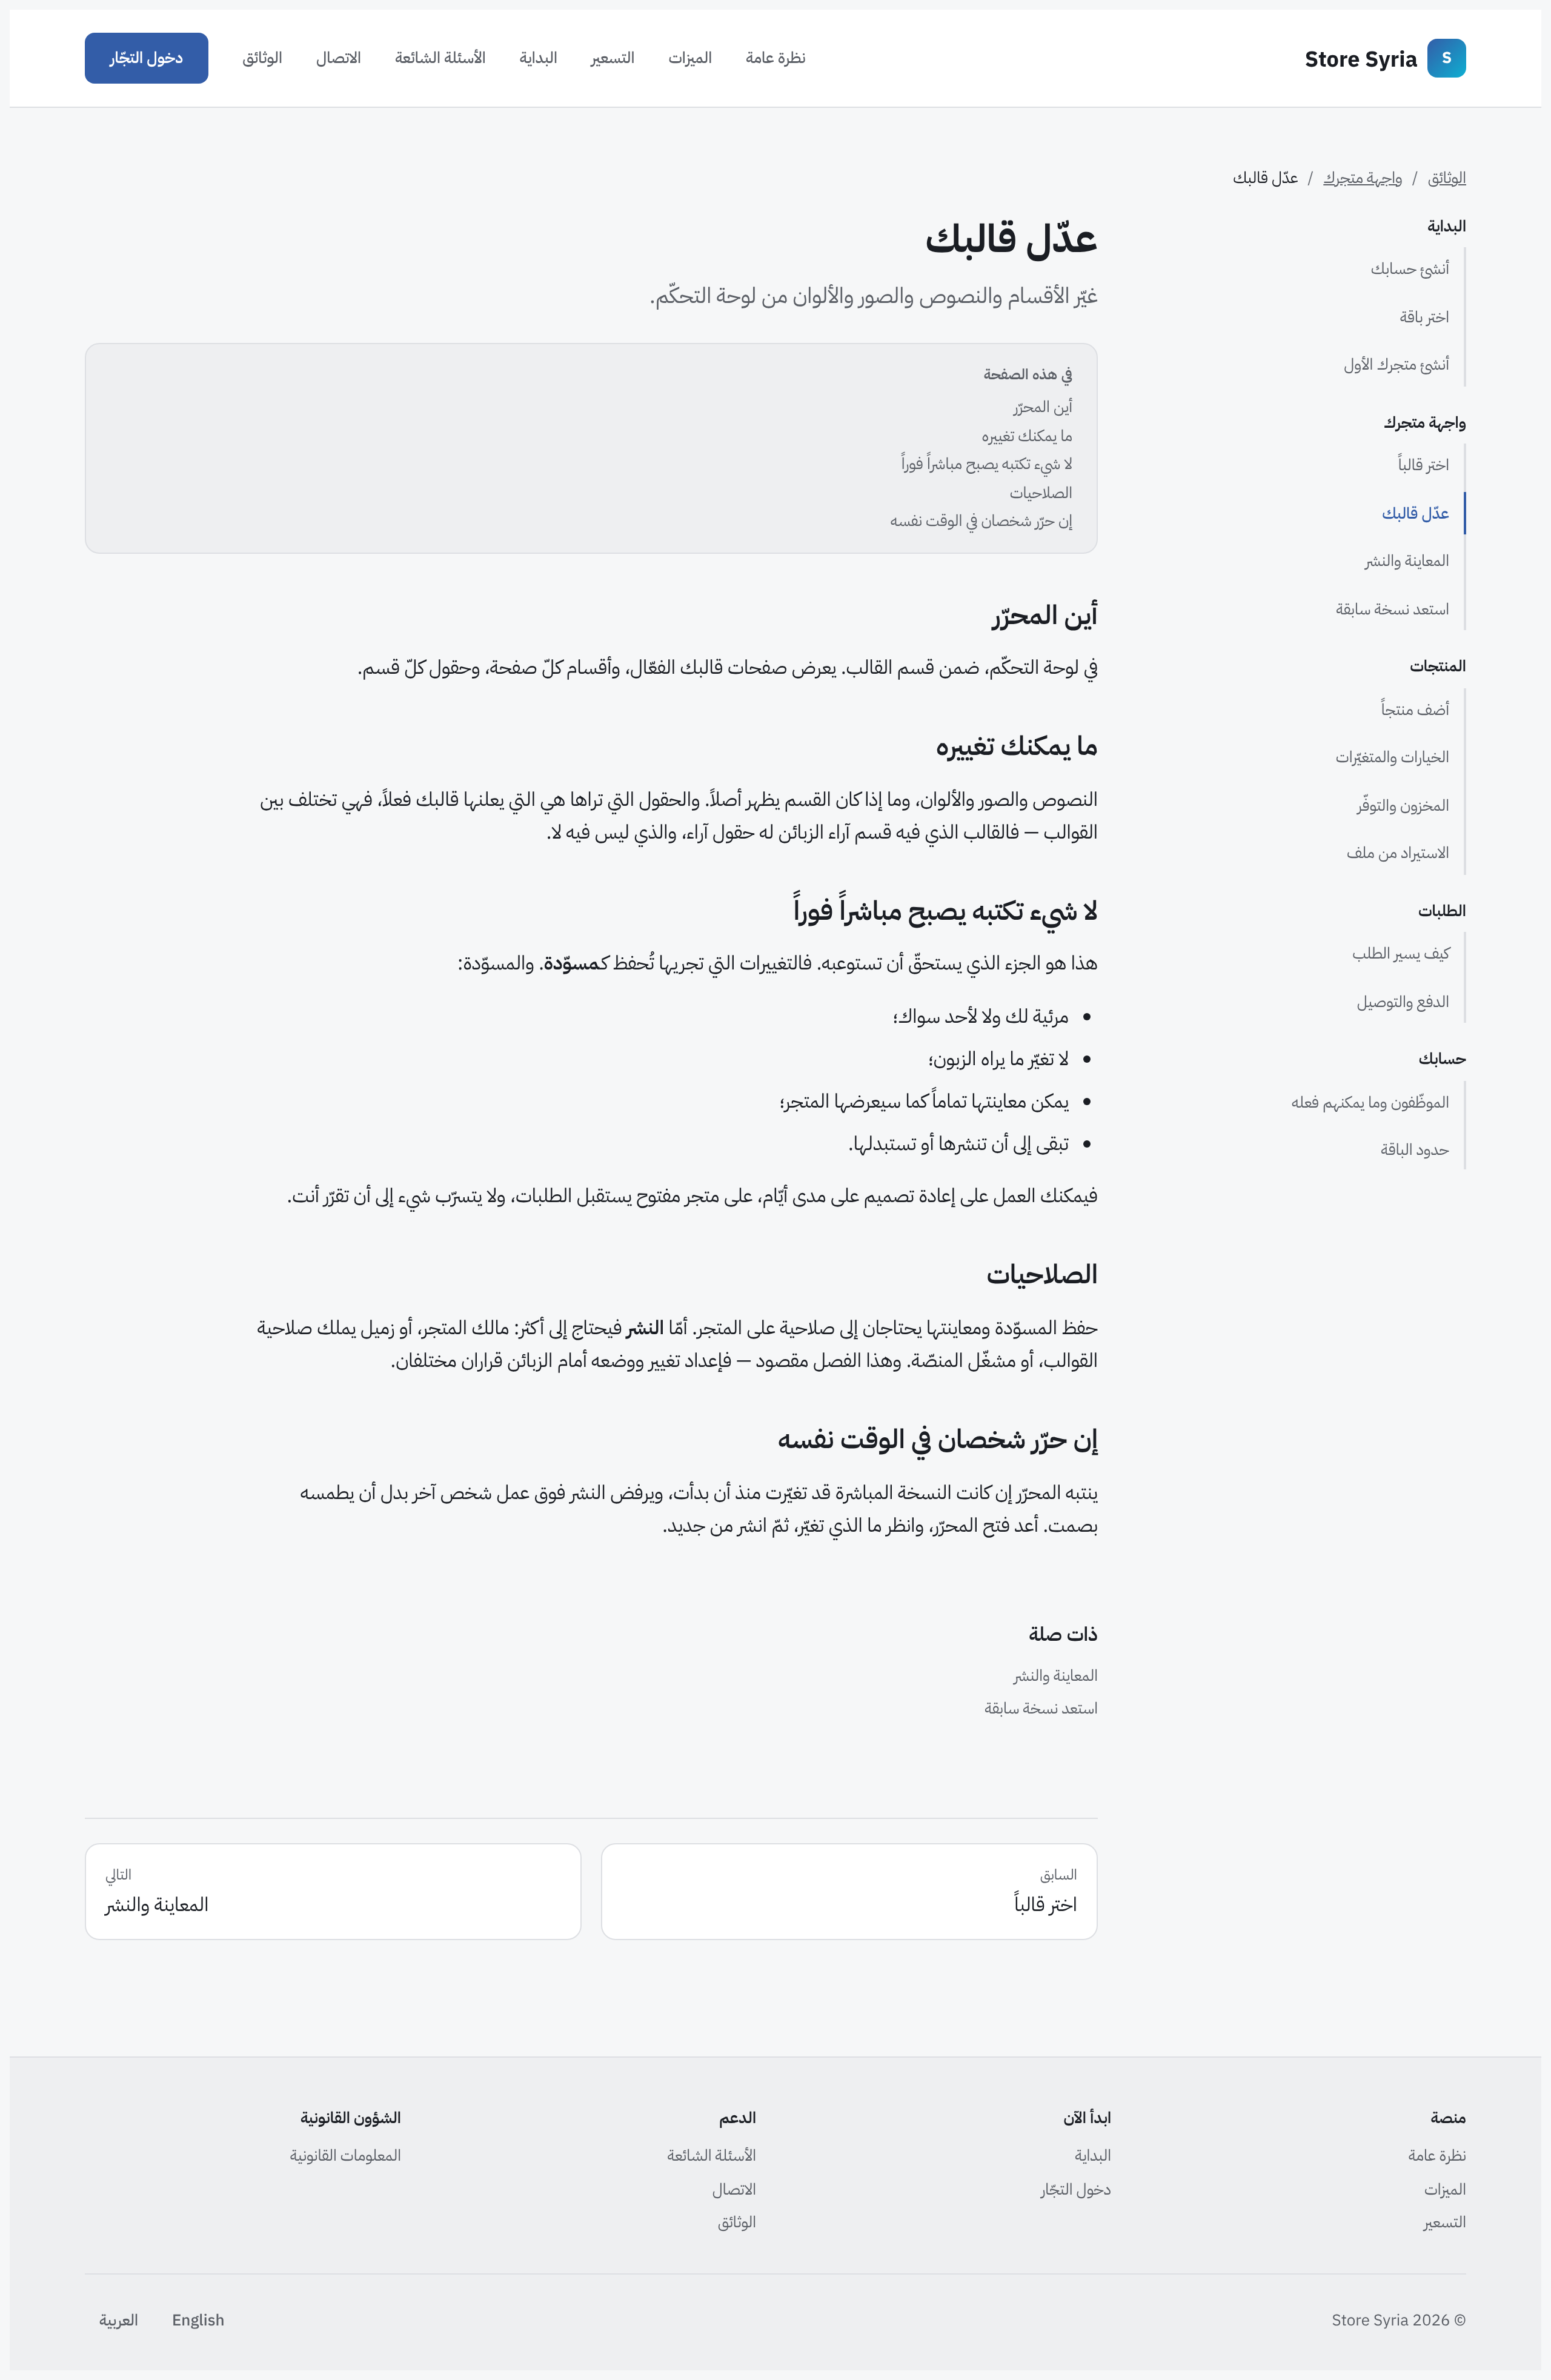 S
Store Syria
نظرة عامة
الميزات
التسعير
البداية
الأسئلة الشائعة
الاتصال
الوثائق
دخول التجّار
الوثائق / واجهة متجرك / عدّل قالبك
البداية
أنشئ حسابك
اختر باقة
أنشئ متجرك الأول
واجهة متجرك
اختر قالباً
عدّل قالبك
المعاينة والنشر
استعد نسخة سابقة
المنتجات
أضف منتجاً
الخيارات والمتغيّرات
المخزون والتوفّر
الاستيراد من ملف
الطلبات
كيف يسير الطلب
الدفع والتوصيل
حسابك
الموظّفون وما يمكنهم فعله
حدود الباقة
عدّل قالبك
غيّر الأقسام والنصوص والصور والألوان من لوحة التحكّم.
في هذه الصفحة
أين المحرّر
ما يمكنك تغييره
لا شيء تكتبه يصبح مباشراً فوراً
الصلاحيات
إن حرّر شخصان في الوقت نفسه
أين المحرّر
في لوحة التحكّم، ضمن قسم القالب. يعرض صفحات قالبك الفعّال، وأقسام كلّ صفحة، وحقول كلّ قسم.
ما يمكنك تغييره
النصوص والصور والألوان، وما إذا كان القسم يظهر أصلاً. والحقول التي تراها هي التي يعلنها قالبك فعلاً، فهي تختلف بين
القوالب — فالقالب الذي فيه قسم آراء الزبائن له حقول آراء، والذي ليس فيه لا.
لا شيء تكتبه يصبح مباشراً فوراً
هذا هو الجزء الذي يستحقّ أن تستوعبه. فالتغييرات التي تجريها تُحفظ كـمسوّدة. والمسوّدة:
• مرئية لك ولا لأحد سواك؛
• لا تغيّر ما يراه الزبون؛
• يمكن معاينتها تماماً كما سيعرضها المتجر؛
• تبقى إلى أن تنشرها أو تستبدلها.
فيمكنك العمل على إعادة تصميم على مدى أيّام، على متجر مفتوح يستقبل الطلبات، ولا يتسرّب شيء إلى أن تقرّر أنت.
الصلاحيات
حفظ المسوّدة ومعاينتها يحتاجان إلى صلاحية على المتجر. أمّا النشر فيحتاج إلى أكثر: مالك المتجر، أو زميل يملك صلاحية
القوالب، أو مشغّل المنصّة. وهذا الفصل مقصود — فإعداد تغيير ووضعه أمام الزبائن قراران مختلفان.
إن حرّر شخصان في الوقت نفسه
ينتبه المحرّر إن كانت النسخة المباشرة قد تغيّرت منذ أن بدأت، ويرفض النشر فوق عمل شخص آخر بدل أن يطمسه
بصمت. أعد فتح المحرّر، وانظر ما الذي تغيّر، ثمّ انشر من جديد.
ذات صلة
المعاينة والنشر
استعد نسخة سابقة
السابق
اختر قالباً
التالي
المعاينة والنشر
منصة
نظرة عامة
الميزات
التسعير
ابدأ الآن
البداية
دخول التجّار
الدعم
الأسئلة الشائعة
الاتصال
الوثائق
الشؤون القانونية
المعلومات القانونية
© 2026 Store Syria
English
العربية